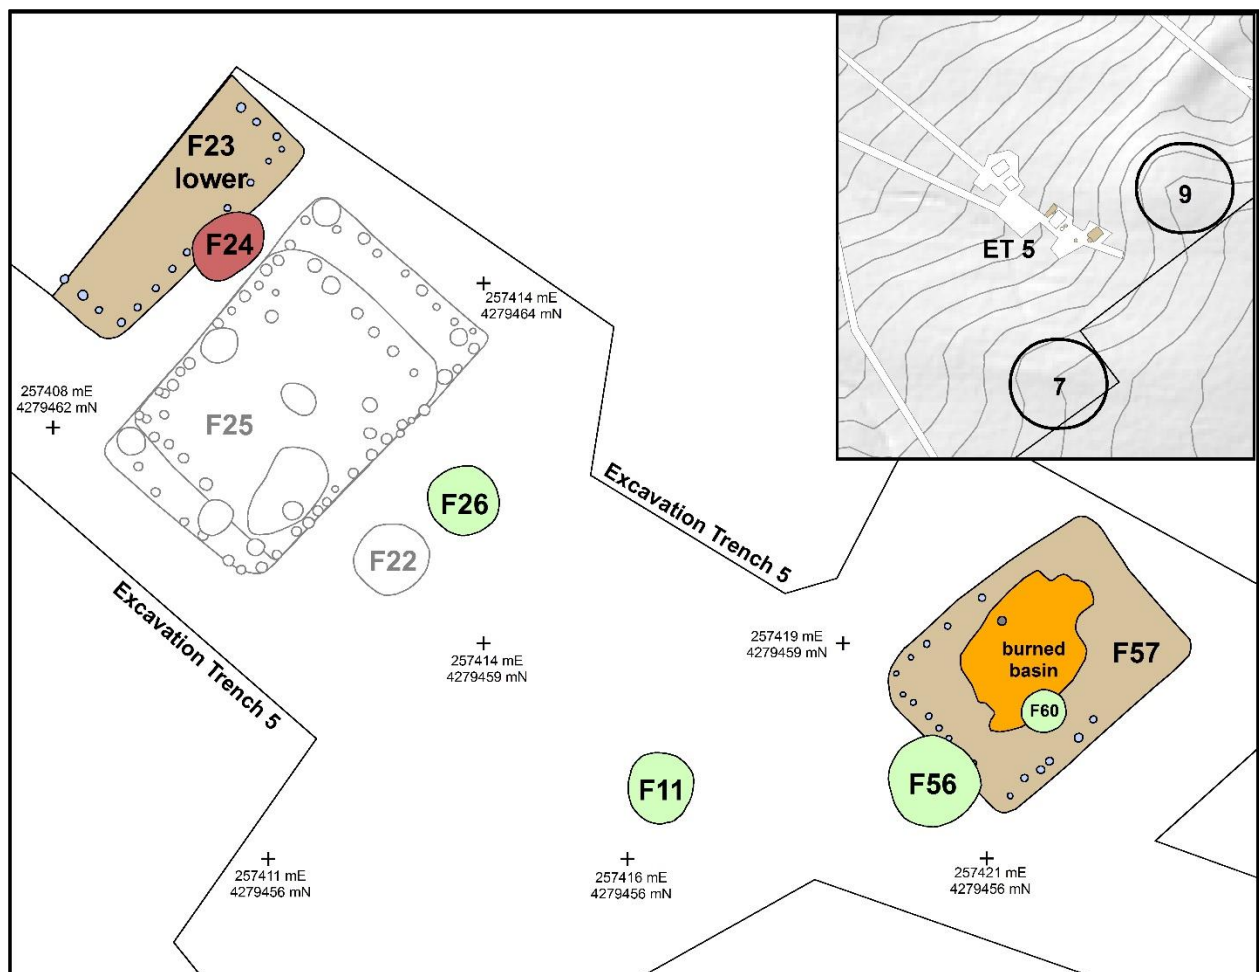 F23
lower
F24
257414 mE
4279464 mN
9
ET 5
7
257408 mE
4279462 mN
F25
F26
F22
Excavation Trench 5
Excavation Trench 5
257414 mE
4279459 mN
257419 mE
4279459 mN
burned
basin
F57
F60
F11
F56
257411 mE
4279456 mN
257416 mE
4279456 mN
257421 mE
4279456 mN